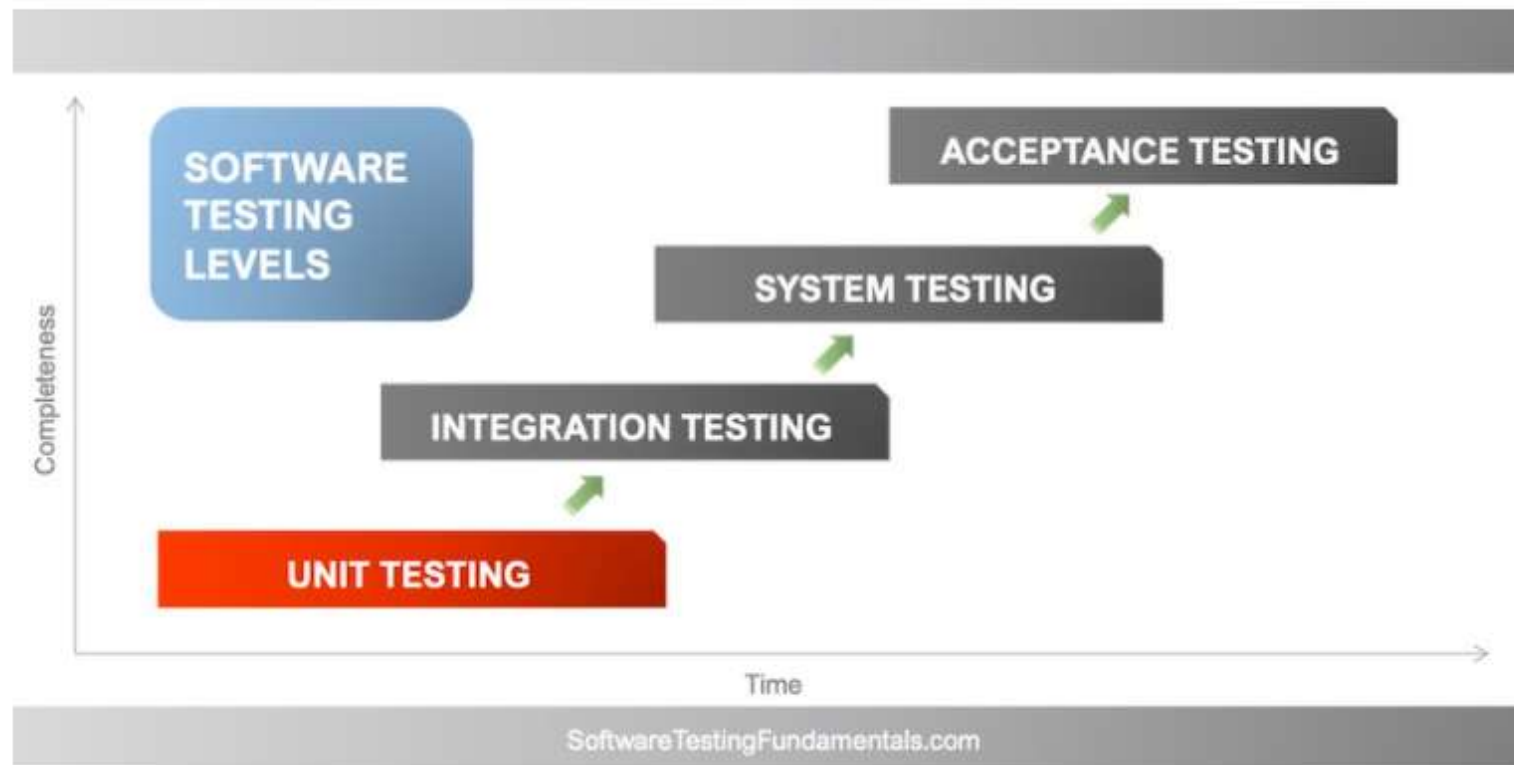 SOFTWARE
TESTING
LEVELS
ACCEPTANCE TESTING
SYSTEM TESTING
INTEGRATION TESTING
UNIT TESTING
Completeness
Time
SoftwareTestingFundamentals.com